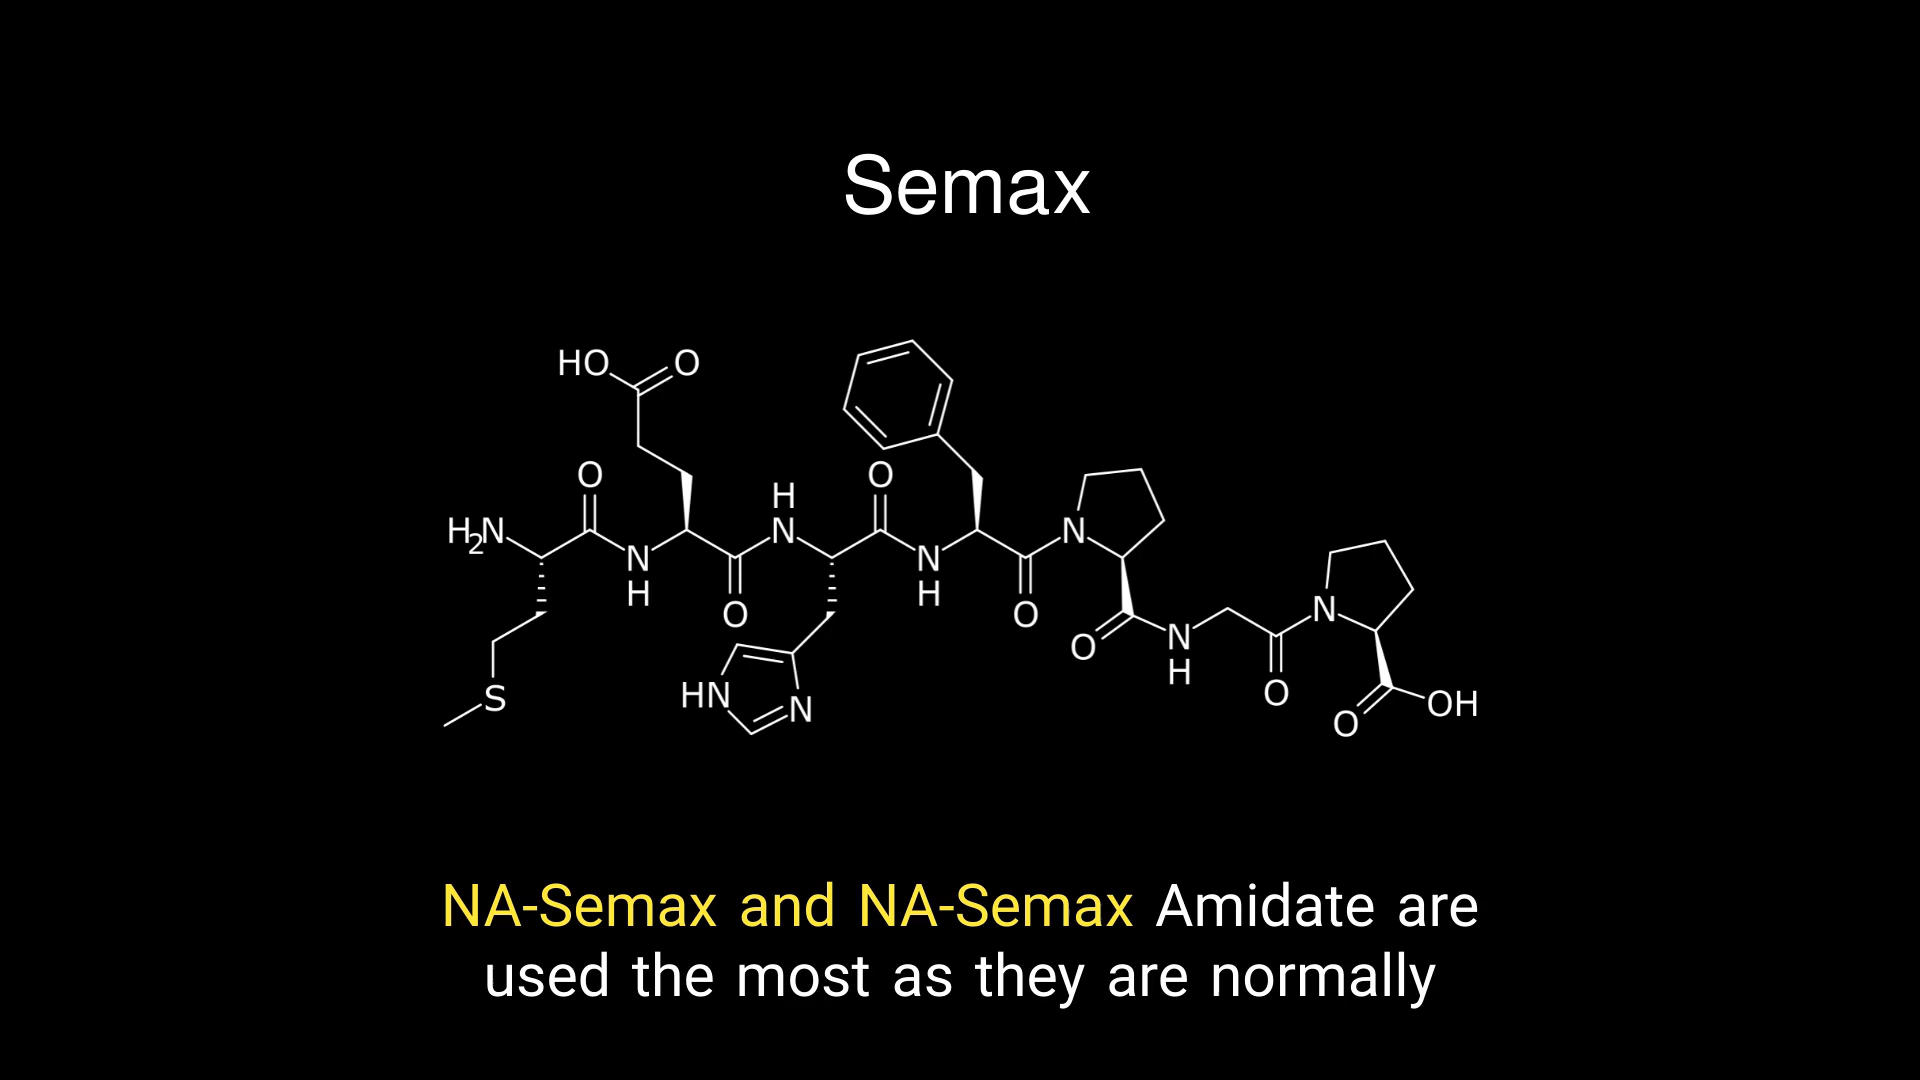 Semax
HO O
O O
H
H₂N N N
N N N
H H
O O
N
O N
H
HN N
S O OH
O
NA-Semax and NA-Semax Amidate are
used the most as they are normally